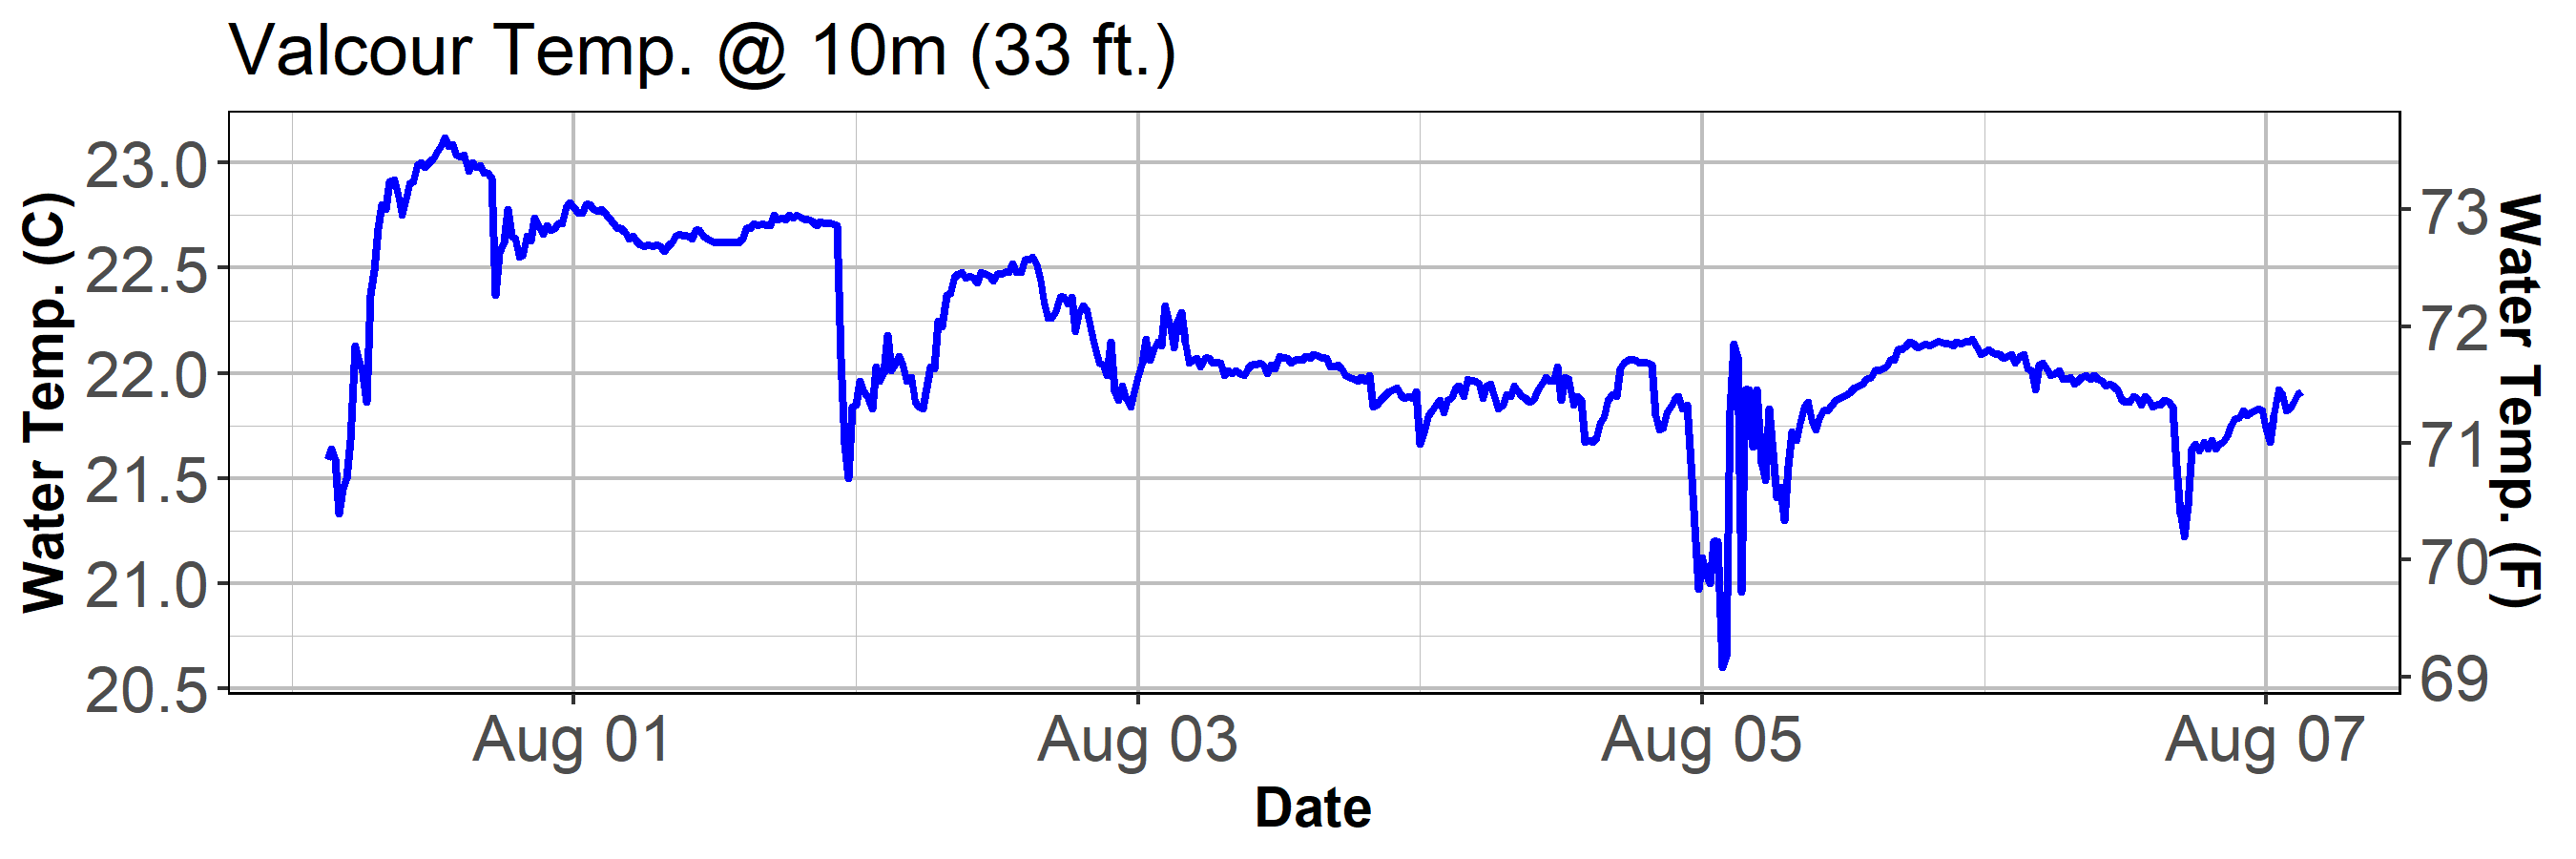 Valcour Temp. @ 10m (33 ft.)
Water Temp. (C)
23.0
22.5
22.0
21.5
21.0
20.5
73
72
71
70
69
Water Temp. (F)
Aug 01 Aug 03 Aug 05 Aug 07
Date